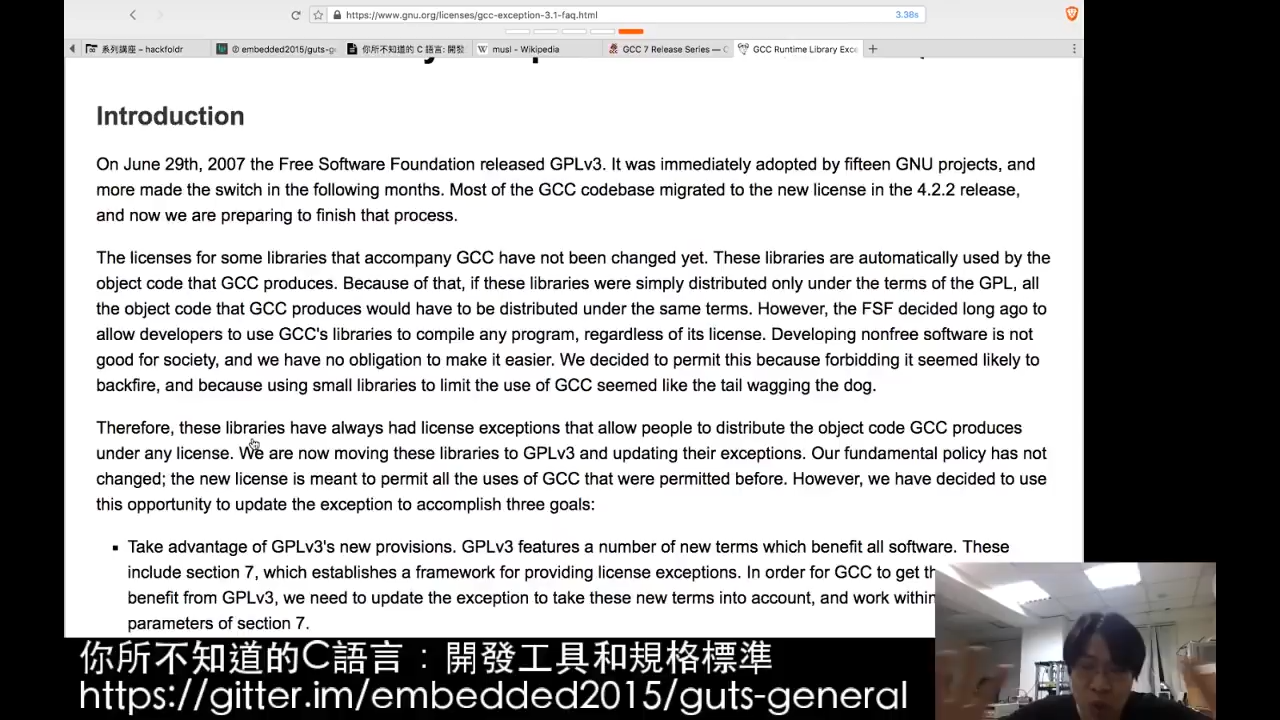 https://www.gnu.org/licenses/gcc-exception-3.1-faq.html
3.38s
系列講座 – hackfoldr
embedded2015/guts-g
你所不知道的 C 語言: 開發
musl - Wikipedia
GCC 7 Release Series —
GCC Runtime Library Exce
Introduction
On June 29th, 2007 the Free Software Foundation released GPLv3. It was immediately adopted by fifteen GNU projects, and
more made the switch in the following months. Most of the GCC codebase migrated to the new license in the 4.2.2 release,
and now we are preparing to finish that process.
The licenses for some libraries that accompany GCC have not been changed yet. These libraries are automatically used by the
object code that GCC produces. Because of that, if these libraries were simply distributed only under the terms of the GPL, all
the object code that GCC produces would have to be distributed under the same terms. However, the FSF decided long ago to
allow developers to use GCC's libraries to compile any program, regardless of its license. Developing nonfree software is not
good for society, and we have no obligation to make it easier. We decided to permit this because forbidding it seemed likely to
backfire, and because using small libraries to limit the use of GCC seemed like the tail wagging the dog.
Therefore, these libraries have always had license exceptions that allow people to distribute the object code GCC produces
under any license. We are now moving these libraries to GPLv3 and updating their exceptions. Our fundamental policy has not
changed; the new license is meant to permit all the uses of GCC that were permitted before. However, we have decided to use
this opportunity to update the exception to accomplish three goals:
▪ Take advantage of GPLv3's new provisions. GPLv3 features a number of new terms which benefit all software. These
include section 7, which establishes a framework for providing license exceptions. In order for GCC to get th
benefit from GPLv3, we need to update the exception to take these new terms into account, and work within
parameters of section 7.
你所不知道的C語言：開發工具和規格標準
https://gitter.im/embedded2015/guts-general